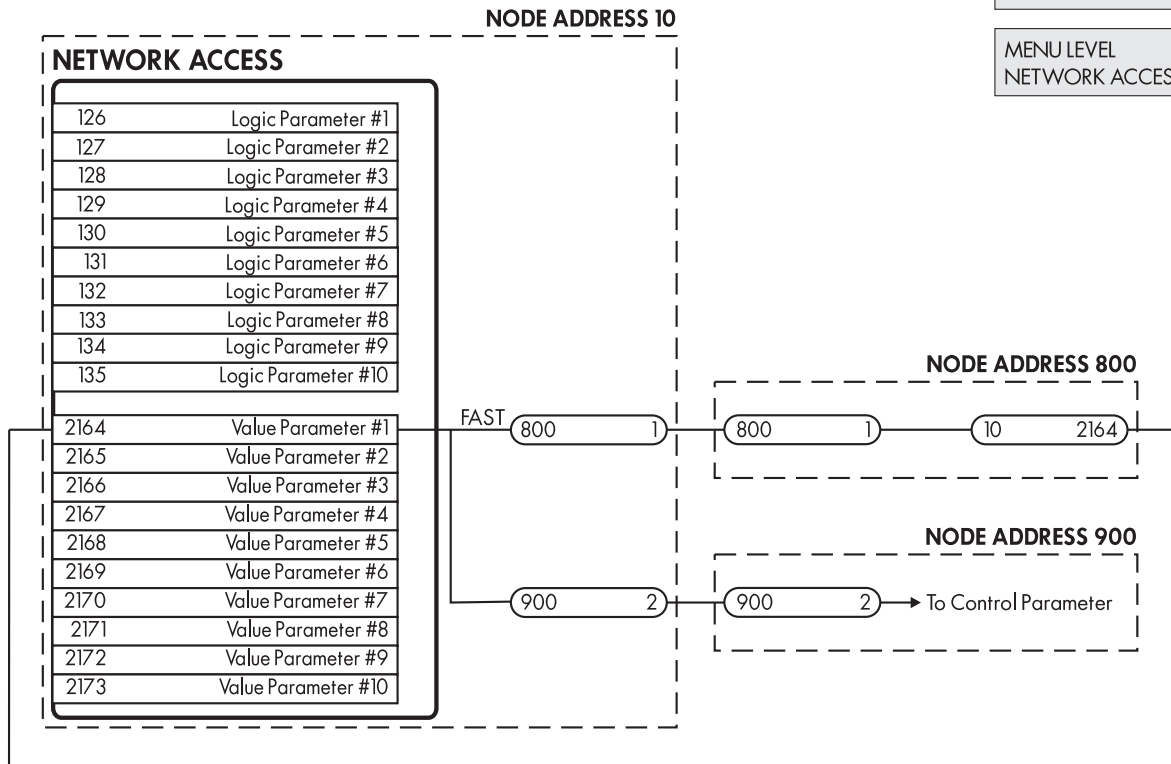 NODE ADDRESS 10
MENU LEVEL
NETWORK ACCES
NETWORK ACCESS
126 Logic Parameter #1
127 Logic Parameter #2
128 Logic Parameter #3
129 Logic Parameter #4
130 Logic Parameter #5
131 Logic Parameter #6
132 Logic Parameter #7
133 Logic Parameter #8
134 Logic Parameter #9
135 Logic Parameter #10
NODE ADDRESS 800
2164 Value Parameter #1 FAST 800 1 800 1 10 2164
2165 Value Parameter #2
2166 Value Parameter #3
2167 Value Parameter #4
2168 Value Parameter #5
NODE ADDRESS 900
2169 Value Parameter #6
2170 Value Parameter #7 900 2 900 2 To Control Parameter
2171 Value Parameter #8
2172 Value Parameter #9
2173 Value Parameter #10